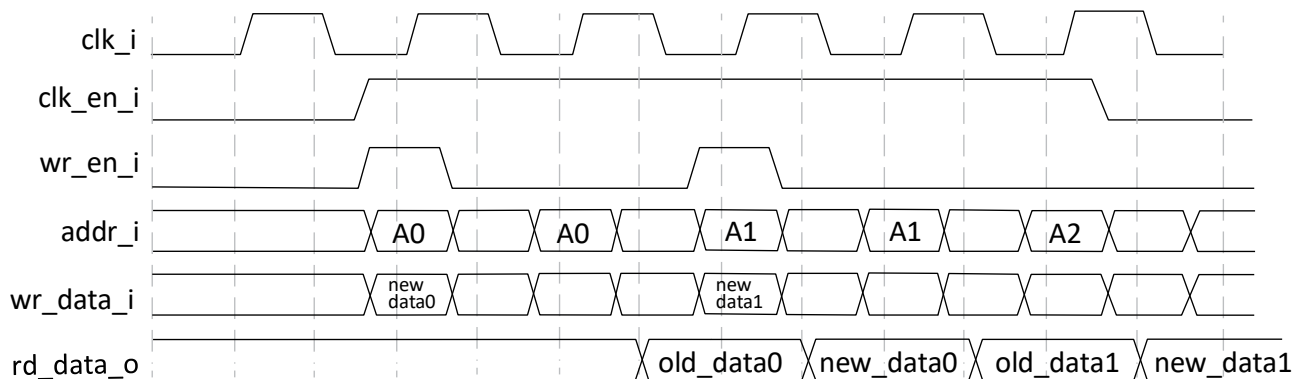 clk_i
clk_en_i
wr_en_i
addr_i A0 A0 A1 A1 A2
wr_data_i new data0 new data1
rd_data_o old_data0 new_data0 old_data1 new_data1